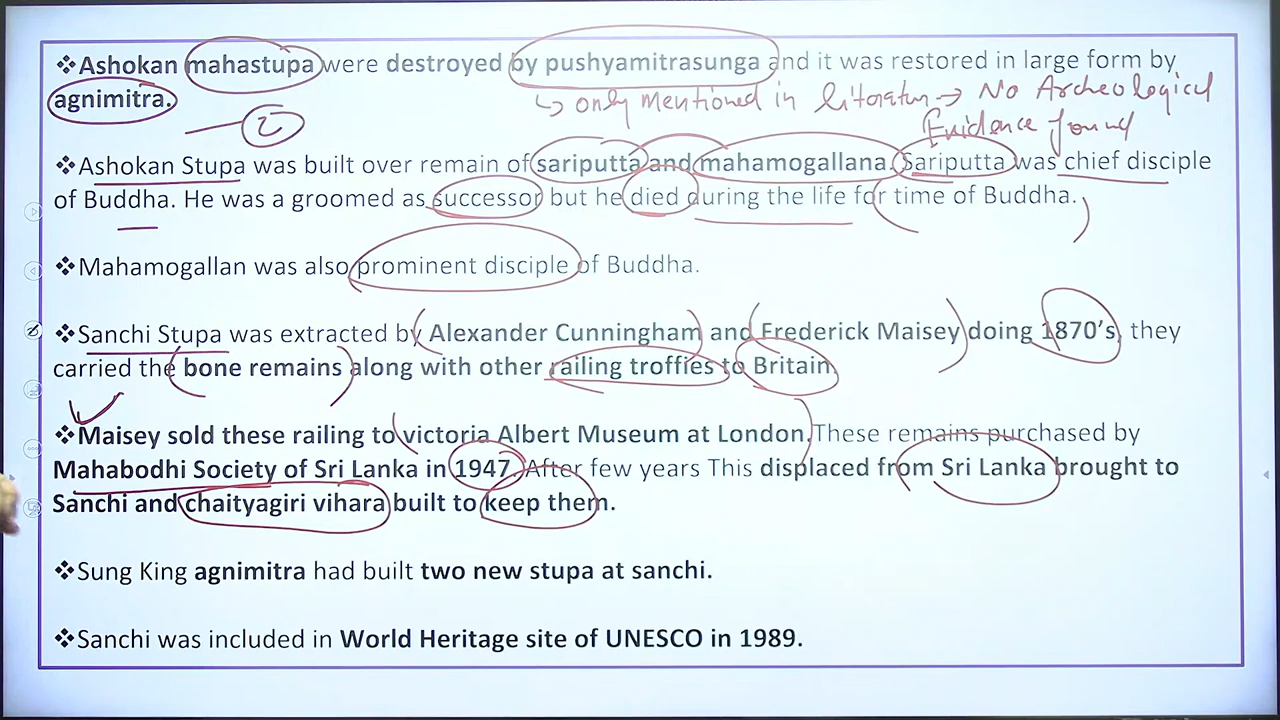 ❖Ashokan mahastupa were destroyed by pushyamitrasunga and it was restored in large form by
agnimitra.
↳ only mentioned in literatur → No Archeological
Evidence found
❖Ashokan Stupa was built over remain of sariputta and mahamogallana. Sariputta was chief disciple
of Buddha. He was a groomed as successor but he died during the life for time of Buddha.
❖Mahamogallan was also prominent disciple of Buddha.
❖Sanchi Stupa was extracted by Alexander Cunningham and Frederick Maisey doing 1870's, they
carried the bone remains along with other railing troffies to Britain.
❖Maisey sold these railing to victoria Albert Museum at London. These remains purchased by
Mahabodhi Society of Sri Lanka in 1947. After few years This displaced from Sri Lanka brought to
Sanchi and chaityagiri vihara built to keep them.
❖Sung King agnimitra had built two new stupa at sanchi.
❖Sanchi was included in World Heritage site of UNESCO in 1989.